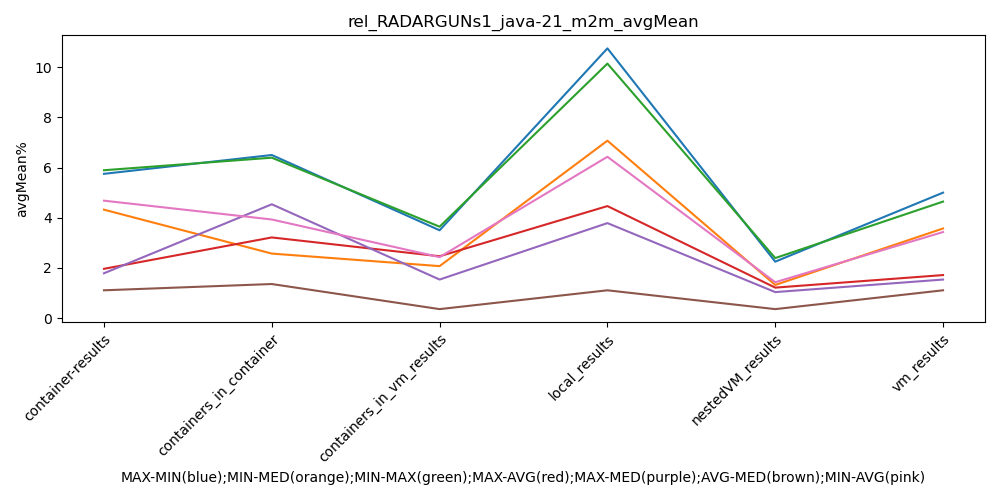 rel_RADARGUNs1_java-21_m2m_avgMean
avgMean%
10
8
6
4
2
0
container-results
containers_in_container
containers_in_vm_results
local_results
nestedVM_results
vm_results
MAX-MIN(blue);MIN-MED(orange);MIN-MAX(green);MAX-AVG(red);MAX-MED(purple);AVG-MED(brown);MIN-AVG(pink)